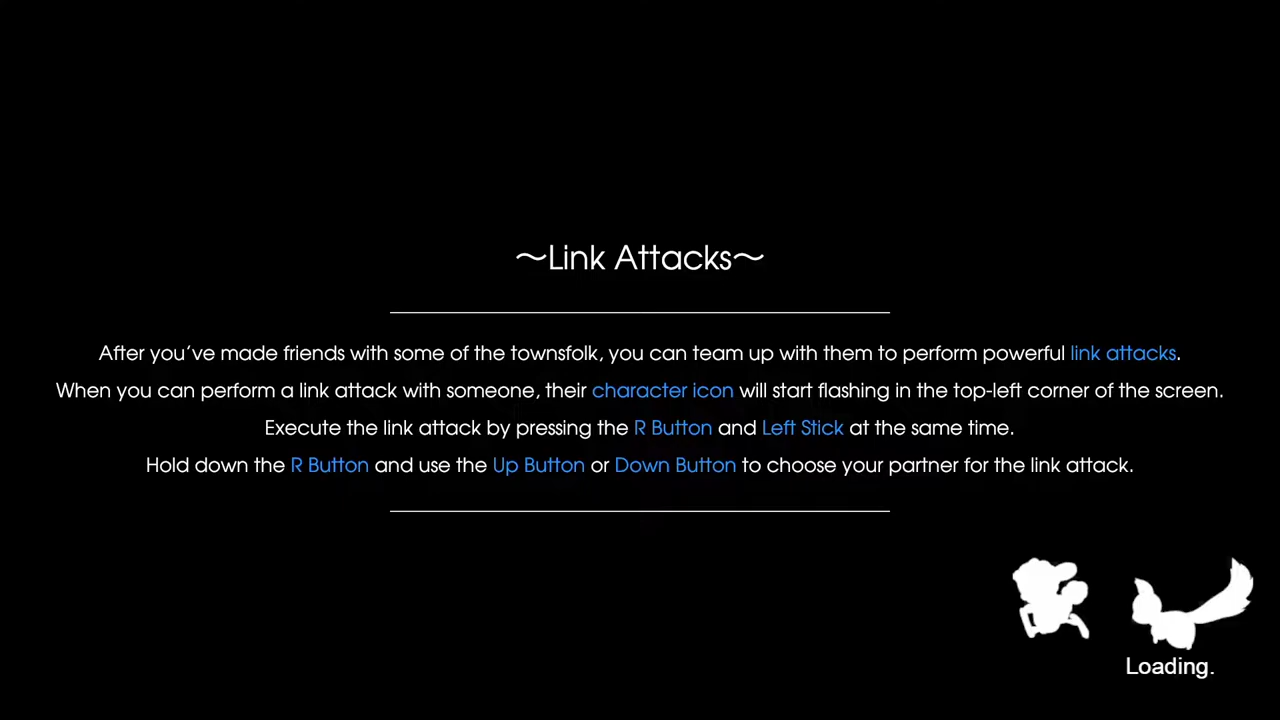 ～Link Attacks～
After you've made friends with some of the townsfolk, you can team up with them to perform powerful link attacks.
When you can perform a link attack with someone, their character icon will start flashing in the top-left corner of the screen.
Execute the link attack by pressing the R Button and Left Stick at the same time.
Hold down the R Button and use the Up Button or Down Button to choose your partner for the link attack.
Loading.